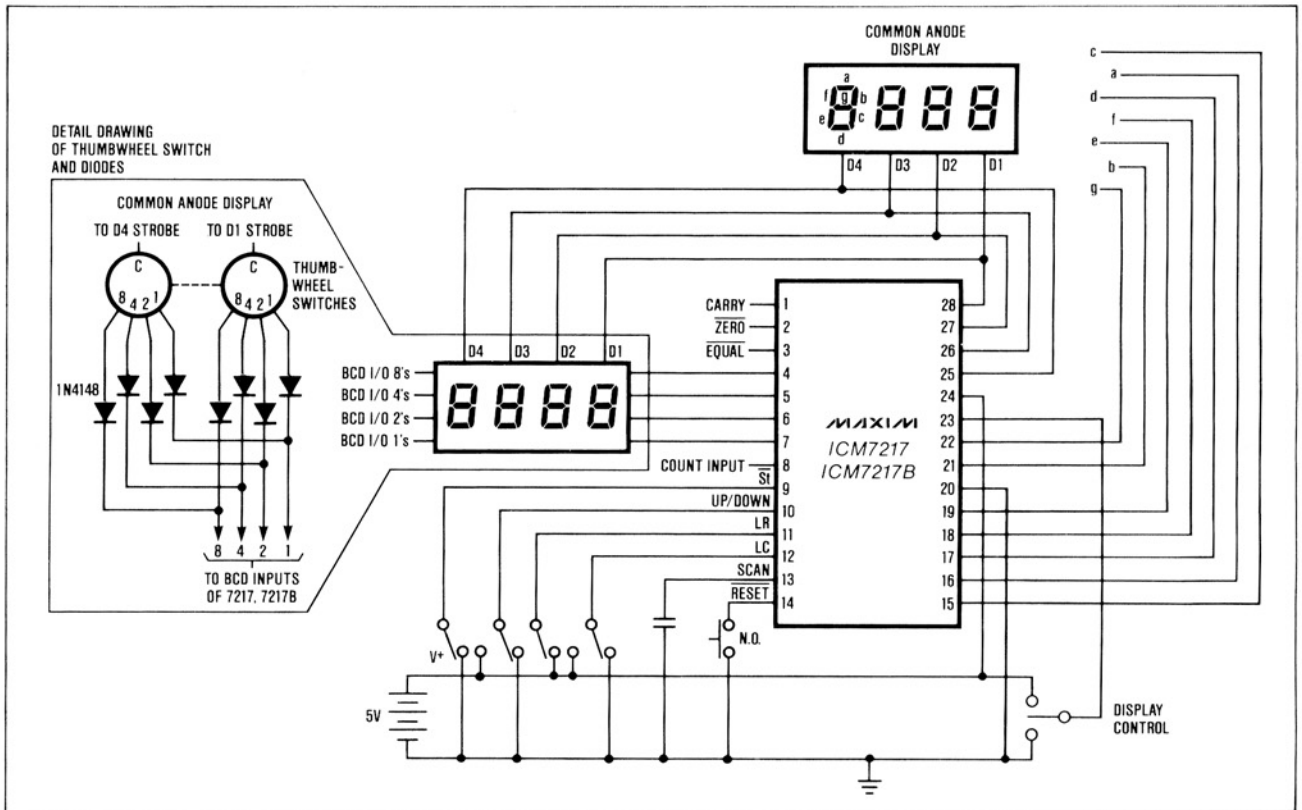 COMMON ANODE
DISPLAY
a
f g b
e c
d
D4 D3 D2 D1
c
a
d
f
e
b
g
DETAIL DRAWING
OF THUMBWHEEL SWITCH
AND DIODES
COMMON ANODE DISPLAY
TO D4 STROBE TO D1 STROBE
C C
8 4 2 1 8 4 2 1
THUMB-
WHEEL
SWITCHES
1N4148
8 4 2 1
TO BCD INPUTS
OF 7217, 7217B
D4 D3 D2 D1
8888
BCD I/O 8's
BCD I/O 4's
BCD I/O 2's
BCD I/O 1's
CARRY 1 28
ZERO 2 27
EQUAL 3 26
4 25
5 24
6 23
7 22
COUNT INPUT 8 21
St 9 20
UP/DOWN 10 19
LR 11 18
LC 12 17
SCAN 13 16
RESET 14 15
MAXIM
ICM7217
ICM7217B
V+
N.O.
5V
DISPLAY
CONTROL